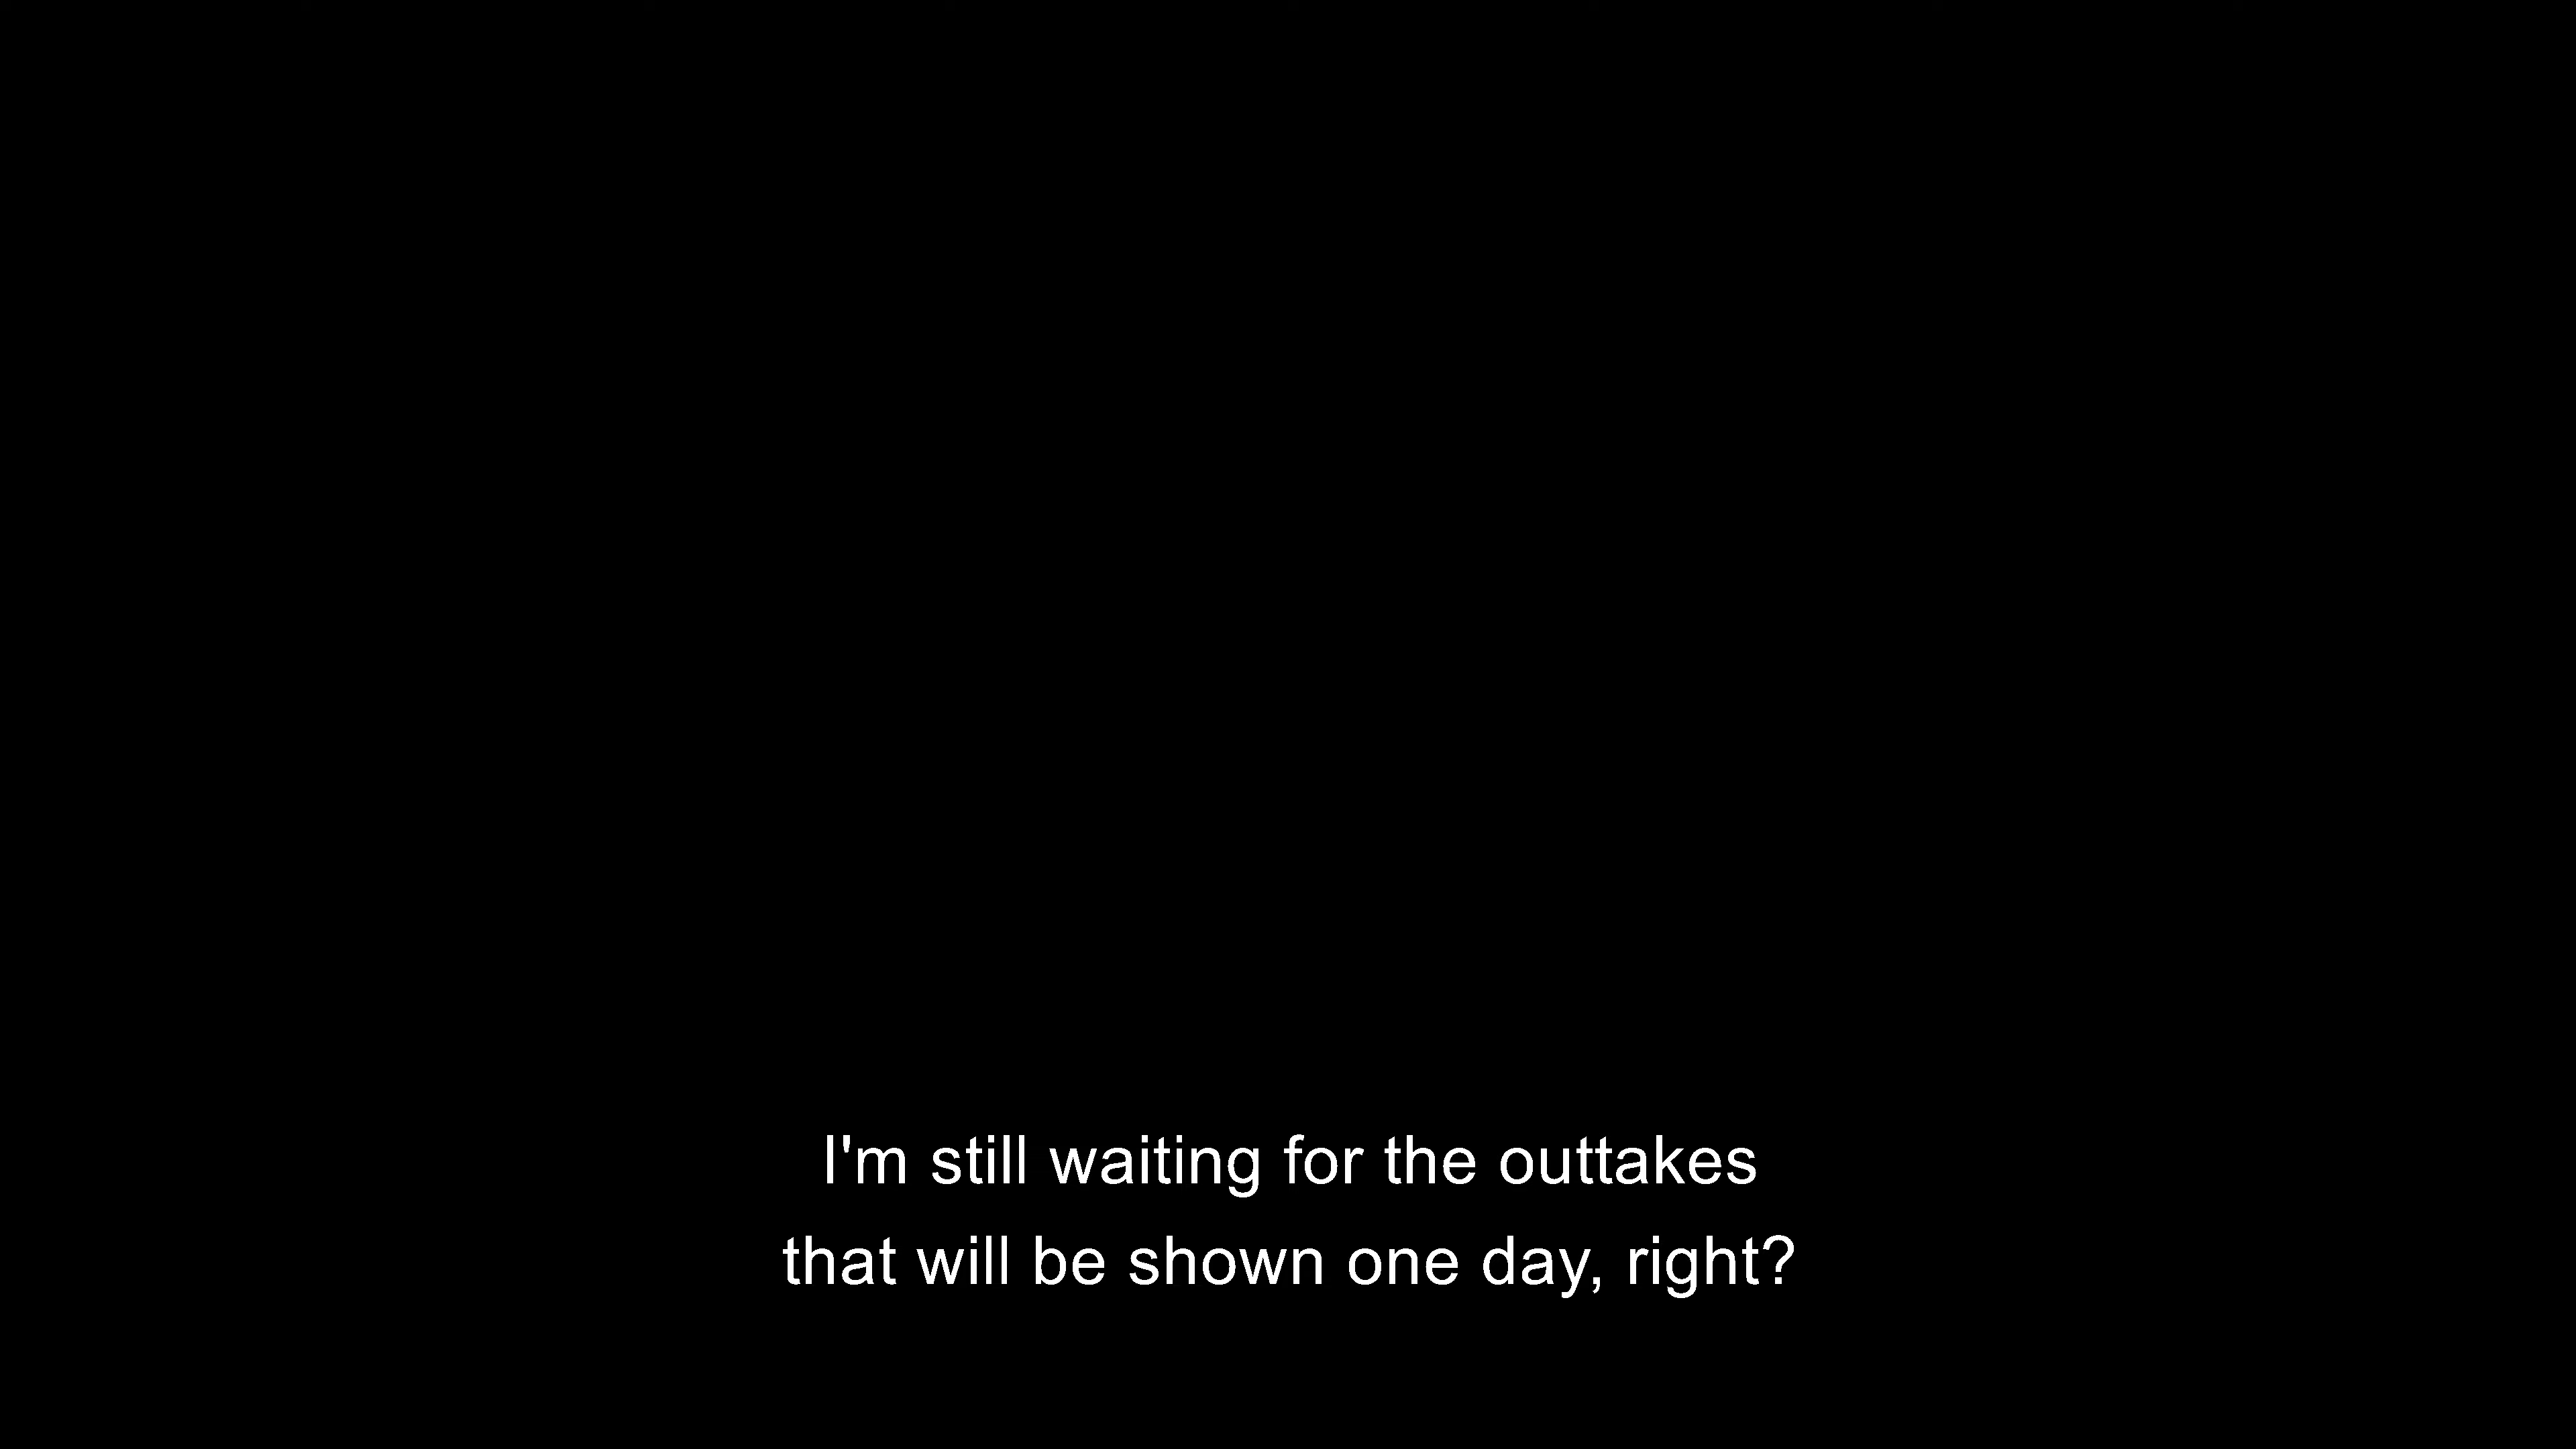 I'm still waiting for the outtakes
that will be shown one day, right?